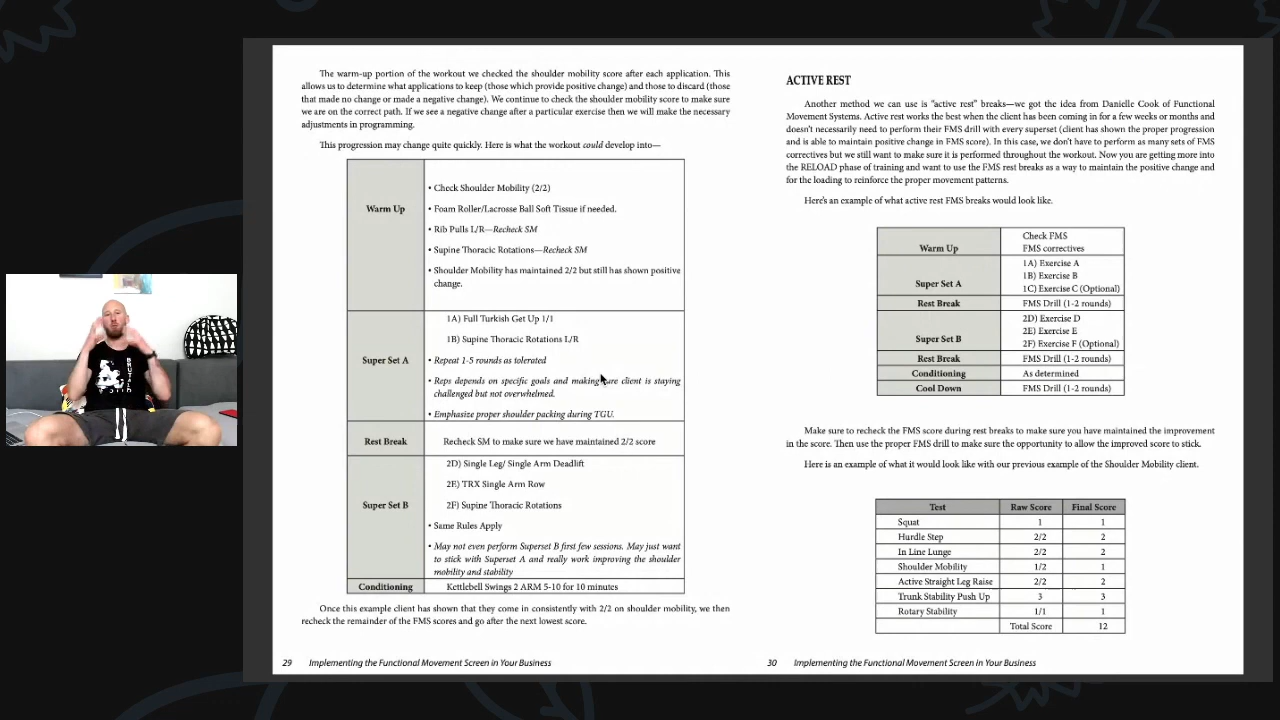 The warm-up portion of the workout we checked the shoulder mobility score after each application. This
allows us to determine what applications to keep (those which provide positive change) and those to discard (those
that made no change or made a negative change). We continue to check the shoulder mobility score to make sure
we are on the correct path. If we see a negative change after a particular exercise then we will make the necessary
adjustments in programming.
This progression may change quite quickly. Here is what the workout could develop into—
Warm Up
• Check Shoulder Mobility (2/2)
• Foam Roller/Lacrosse Ball Soft Tissue if needed.
• Rib Pulls L/R—Recheck SM
• Supine Thoracic Rotations—Recheck SM
• Shoulder Mobility has maintained 2/2 but still has shown positive
change.
Super Set A
1A) Full Turkish Get Up 1/1
1B) Supine Thoracic Rotations L/R
• Repeat 1-5 rounds as tolerated
• Reps depends on specific goals and making are client is staying
challenged but not overwhelmed.
• Emphasize proper shoulder packing during TGU.
Rest Break Recheck SM to make sure we have maintained 2/2 score
Super Set B
2D) Single Leg/ Single Arm Deadlift
2E) TRX Single Arm Row
2F) Supine Thoracic Rotations
• Same Rules Apply
• May not even perform Superset B first few sessions. May just want
to stick with Superset A and really work improving the shoulder
mobility and stability
Conditioning Kettlebell Swings 2 ARM 5-10 for 10 minutes
Once this example client has shown that they come in consistently with 2/2 on shoulder mobility, we then
recheck the remainder of the FMS scores and go after the next lowest score.
29 Implementing the Functional Movement Screen in Your Business
ACTIVE REST
Another method we can use is “active rest” breaks—we got the idea from Danielle Cook of Functional
Movement Systems. Active rest works the best when the client has been coming in for a few weeks or months and
doesn’t necessarily need to perform their FMS drill with every superset (client has shown the proper progression
and is able to maintain positive change in FMS score). In this case, we don’t have to perform as many sets of FMS
correctives but we still want to make sure it is performed throughout the workout. Now you are getting more into
the RELOAD phase of training and want to use the FMS rest breaks as a way to maintain the positive change and
for the loading to reinforce the proper movement patterns.
Here’s an example of what active rest FMS breaks would look like.
Warm Up
Check FMS
FMS correctives
Super Set A
1A) Exercise A
1B) Exercise B
1C) Exercise C (Optional)
Rest Break FMS Drill (1-2 rounds)
Super Set B
2D) Exercise D
2E) Exercise E
2F) Exercise F (Optional)
Rest Break FMS Drill (1-2 rounds)
Conditioning As determined
Cool Down FMS Drill (1-2 rounds)
Make sure to recheck the FMS score during rest breaks to make sure you have maintained the improvement
in the score. Then use the proper FMS drill to make sure the opportunity to allow the improved score to stick.
Here is an example of what it would look like with our previous example of the Shoulder Mobility client.
Test Raw Score Final Score
Squat 1 1
Hurdle Step 2/2 2
In Line Lunge 2/2 2
Shoulder Mobility 1/2 1
Active Straight Leg Raise 2/2 2
Trunk Stability Push Up 3 3
Rotary Stability 1/1 1
Total Score 12
30 Implementing the Functional Movement Screen in Your Business